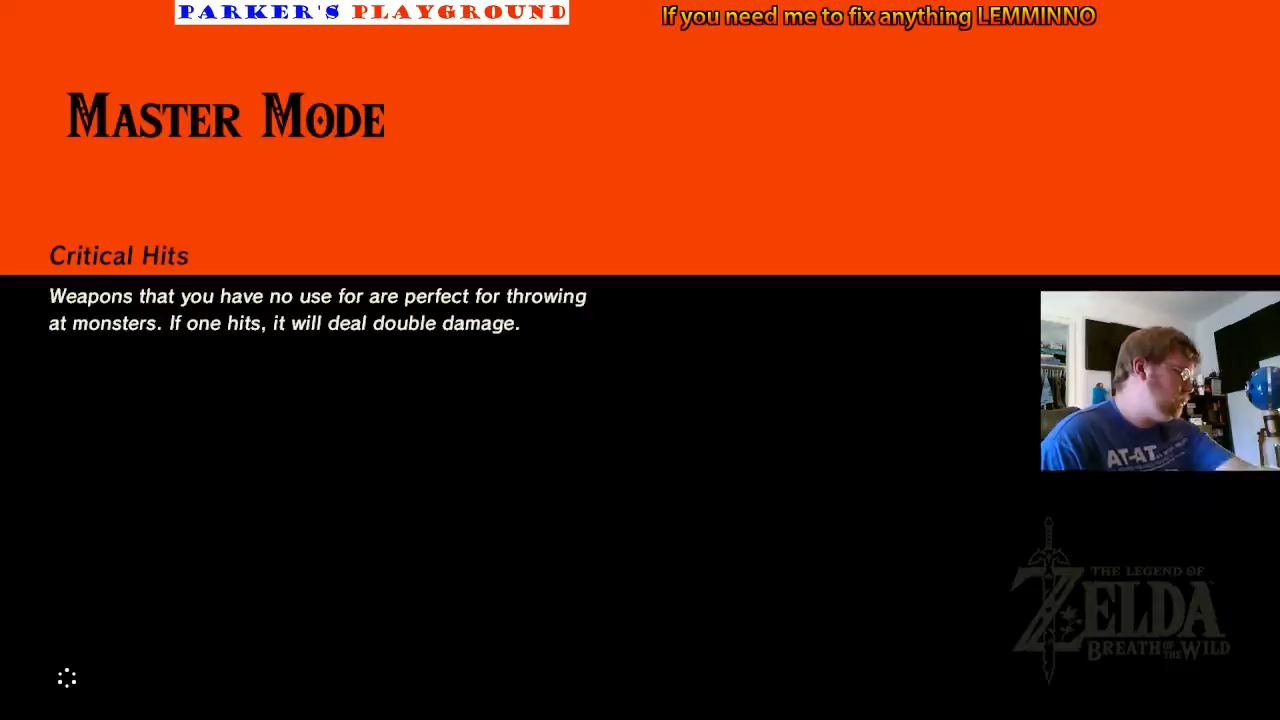 PARKER'S PLAYGROUND
If you need me to fix anything LEMMINNO
MASTER MODE
Critical Hits
Weapons that you have no use for are perfect for throwing
at monsters. If one hits, it will deal double damage.
AT-AT
THE LEGEND OF
ZELDA
BREATH OF THE WILD